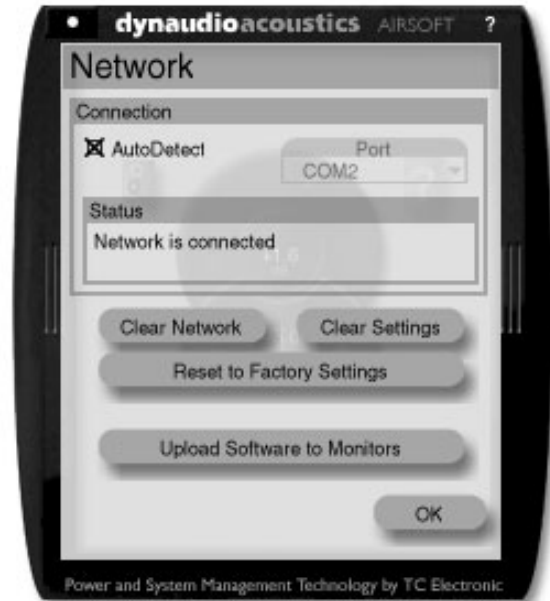 dynaudioacoustics AIRSOFT ?
Network
Connection
AutoDetect
Port
COM2
Status
Network is connected
Clear Network
Clear Settings
Reset to Factory Settings
Upload Software to Monitors
OK
Power and System Management Technology by TC Electronic